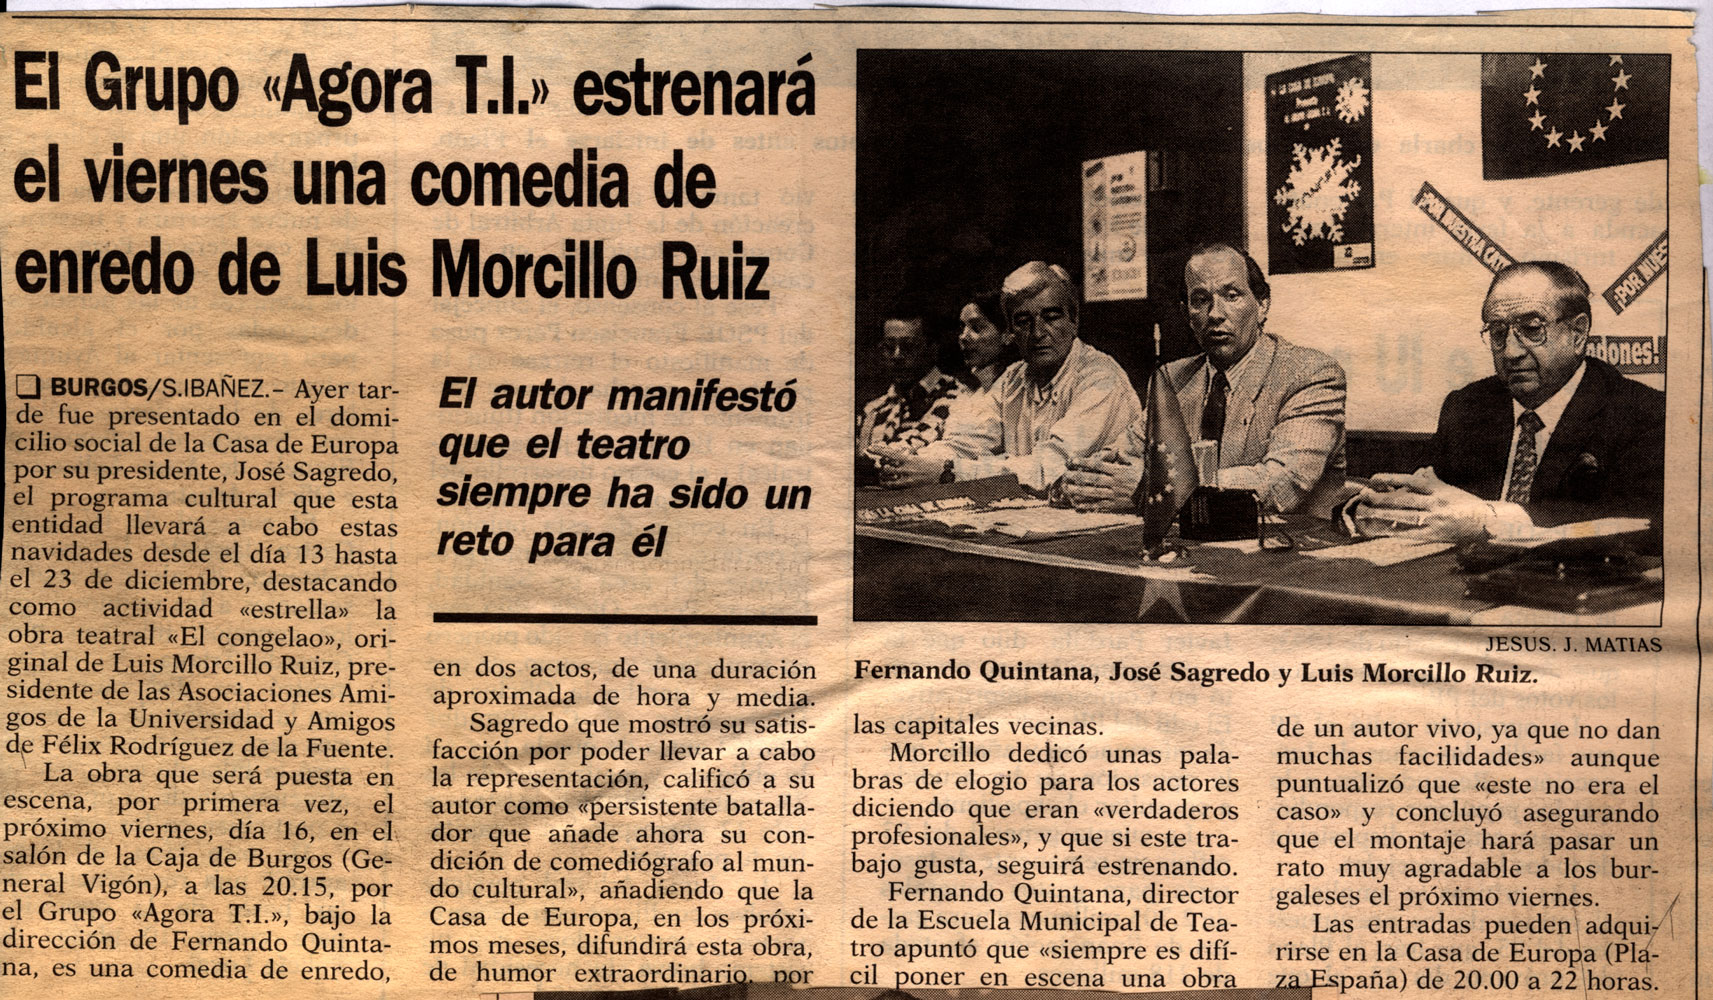 El Grupo «Agora T.I.» estrenará
el viernes una comedia de
enredo de Luis Morcillo Ruiz
❑ BURGOS/S.IBAÑEZ.– Ayer tar-
de fue presentado en el domi-
cilio social de la Casa de Europa
por su presidente, José Sagredo,
el programa cultural que esta
entidad llevará a cabo estas
navidades desde el día 13 hasta
el 23 de diciembre, destacando
como actividad «estrella» la
obra teatral «El congelao», ori-
ginal de Luis Morcillo Ruiz, pre-
sidente de las Asociaciones Ami-
gos de la Universidad y Amigos
de Félix Rodríguez de la Fuente.
La obra que será puesta en
escena, por primera vez, el
próximo viernes, día 16, en el
salón de la Caja de Burgos (Ge-
neral Vigón), a las 20.15, por
el Grupo «Agora T.I.», bajo la
dirección de Fernando Quinta-
na, es una comedia de enredo,
El autor manifestó
que el teatro
siempre ha sido un
reto para él
en dos actos, de una duración
aproximada de hora y media.
Sagredo que mostró su satis-
facción por poder llevar a cabo
la representación, calificó a su
autor como «persistente batalla-
dor que añade ahora su con-
dición de comediógrafo al mun-
do cultural», añadiendo que la
Casa de Europa, en los próxi-
mos meses, difundirá esta obra,
de humor extraordinario, por
¡POR NUESTRA CAT
¡POR NUES
ndones!
JESUS. J. MATIAS
Fernando Quintana, José Sagredo y Luis Morcillo Ruiz.
las capitales vecinas.
Morcillo dedicó unas pala-
bras de elogio para los actores
diciendo que eran «verdaderos
profesionales», y que si este tra-
bajo gusta, seguirá estrenando.
Fernando Quintana, director
de la Escuela Municipal de Tea-
tro apuntó que «siempre es difí-
cil poner en escena una obra
de un autor vivo, ya que no dan
muchas facilidades» aunque
puntualizó que «este no era el
caso» y concluyó asegurando
que el montaje hará pasar un
rato muy agradable a los bur-
galeses el próximo viernes.
Las entradas pueden adqui-
rirse en la Casa de Europa (Pla-
za España) de 20.00 a 22 horas.